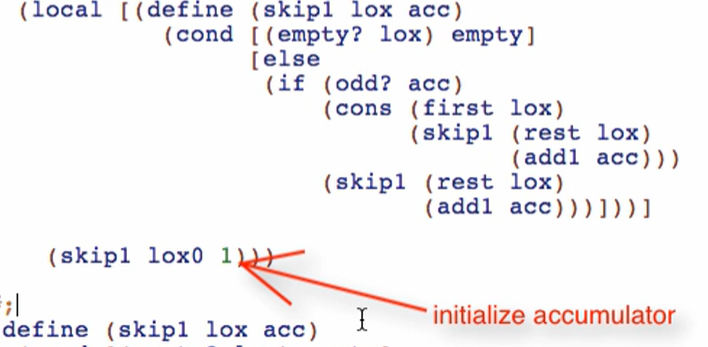 (local [(define (skip1 lox acc)
(cond [(empty? lox) empty]
[else
(if (odd? acc)
(cons (first lox)
(skip1 (rest lox)
(add1 acc)))
(skip1 (rest lox)
(add1 acc)))]))]
(skip1 lox0 1)))
initialize accumulator
;
define (skip1 lox acc)